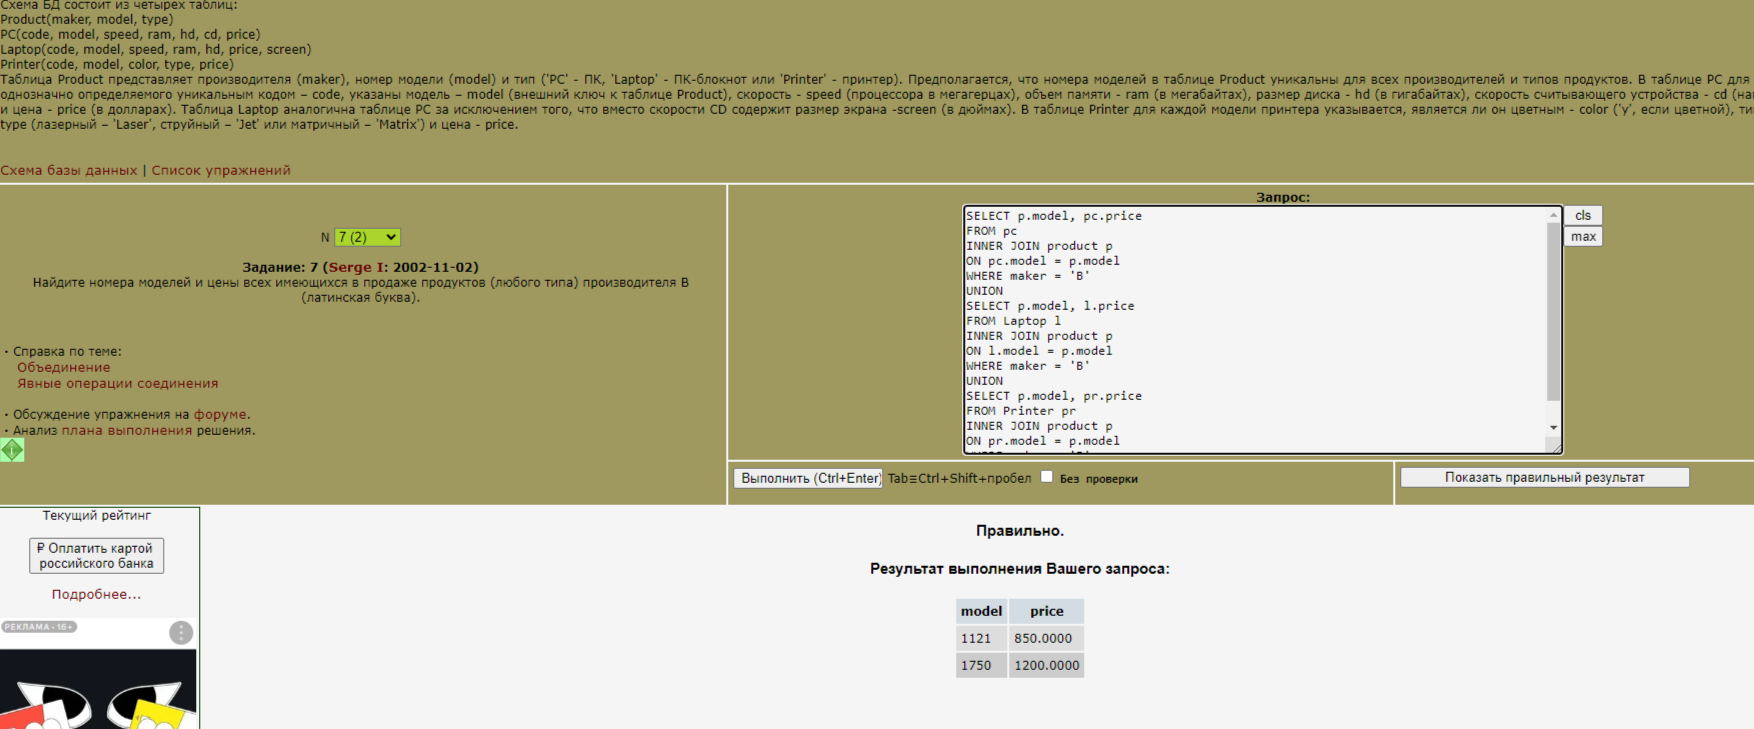 Схема БД состоит из четырех таблиц:
Product(maker, model, type)
PC(code, model, speed, ram, hd, cd, price)
Laptop(code, model, speed, ram, hd, price, screen)
Printer(code, model, color, type, price)
Таблица Product представляет производителя (maker), номер модели (model) и тип ('PC' - ПК, 'Laptop' - ПК-блокнот или 'Printer' - принтер). Предполагается, что номера моделей в таблице Product уникальны для всех производителей и типов продуктов. В таблице PC для
однозначно определяемого уникальным кодом – code, указаны модель – model (внешний ключ к таблице Product), скорость - speed (процессора в мегагерцах), объем памяти - ram (в мегабайтах), размер диска - hd (в гигабайтах), скорость считывающего устройства - cd
и цена - price (в долларах). Таблица Laptop аналогична таблице РС за исключением того, что вместо скорости CD содержит размер экрана -screen (в дюймах). В таблице Printer для каждой модели принтера указывается, является ли он цветным - color ('y', если цветной),
type (лазерный – 'Laser', струйный – 'Jet' или матричный – 'Matrix') и цена - price.
Схема базы данных | Список упражнений
N 7 (2)
Задание: 7 (Serge I: 2002-11-02)
Найдите номера моделей и цены всех имеющихся в продаже продуктов (любого типа) производителя B
(латинская буква).
· Справка по теме:
Объединение
Явные операции соединения
· Обсуждение упражнения на форуме.
· Анализ плана выполнения решения.
Запрос:
SELECT p.model, pc.price
FROM pc
INNER JOIN product p
ON pc.model = p.model
WHERE maker = 'B'
UNION
SELECT p.model, l.price
FROM Laptop l
INNER JOIN product p
ON l.model = p.model
WHERE maker = 'B'
UNION
SELECT p.model, pr.price
FROM Printer pr
INNER JOIN product p
ON pr.model = p.model
cls
max
Выполнить (Ctrl+Enter) Tab≡Ctrl+Shift+пробел Без проверки
Показать правильный результат
Текущий рейтинг
₽ Оплатить картой
российского банка
Подробнее...
РЕКЛАМА • 16+
Правильно.
Результат выполнения Вашего запроса:
model price
1121 850.0000
1750 1200.0000